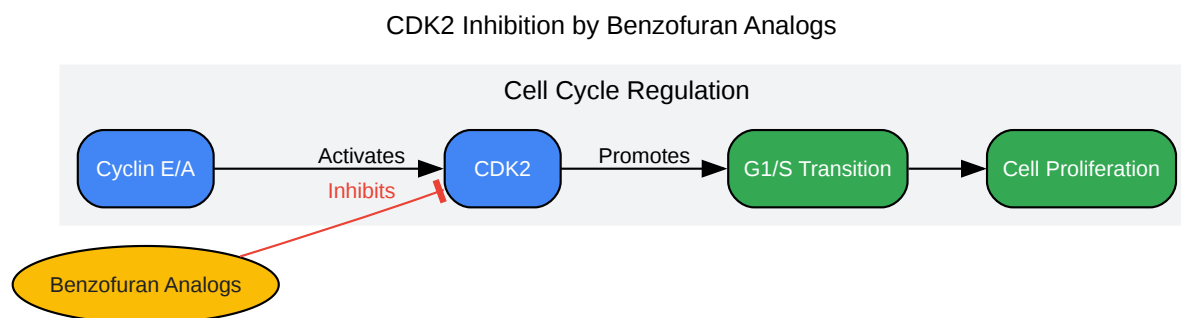 CDK2 Inhibition by Benzofuran Analogs
Cell Cycle Regulation
Cyclin E/A
Activates
CDK2
Promotes
G1/S Transition
Cell Proliferation
Inhibits
Benzofuran Analogs